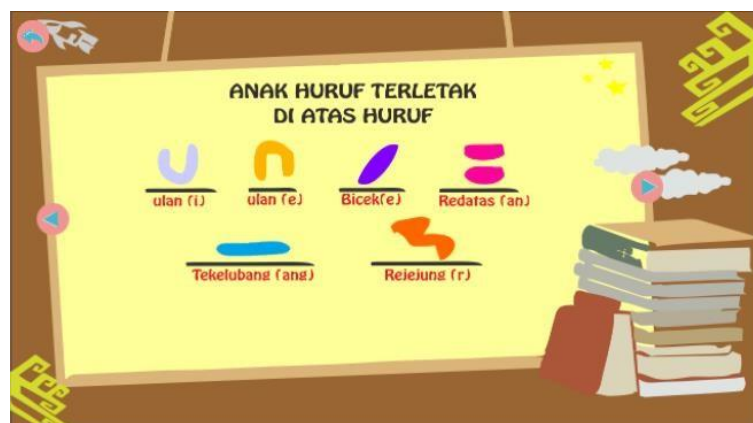 ANAK HURUF TERLETAK
DI ATAS HURUF
ulan (i) ulan (e) Bicek(e) Redatas (an)
Tekelubang (ang) Rejejung (r)